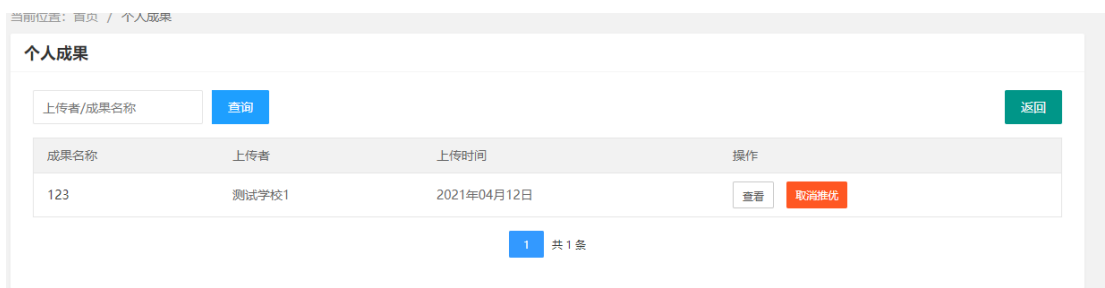 当前位置：首页 / 个人成果
个人成果
上传者/成果名称 查询 返回
成果名称 上传者 上传时间 操作
123 测试学校1 2021年04月12日 查看 取消推优
1 共 1 条